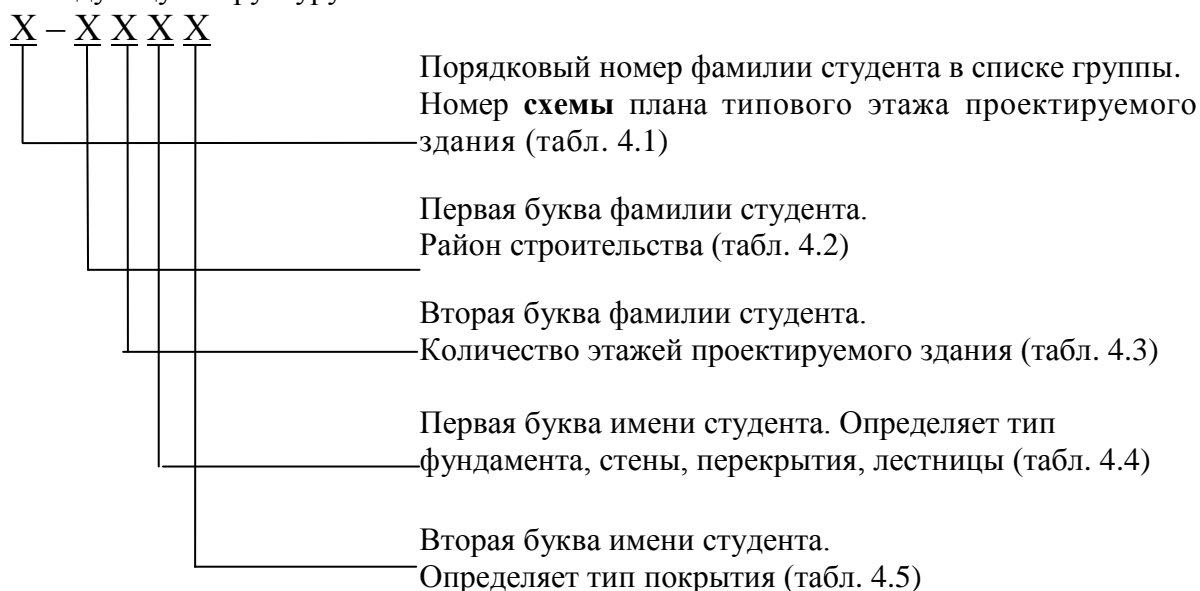 X – X X X X
Порядковый номер фамилии студента в списке группы.
Номер схемы плана типового этажа проектируемого
здания (табл. 4.1)
Первая буква фамилии студента.
Район строительства (табл. 4.2)
Вторая буква фамилии студента.
Количество этажей проектируемого здания (табл. 4.3)
Первая буква имени студента. Определяет тип
фундамента, стены, перекрытия, лестницы (табл. 4.4)
Вторая буква имени студента.
Определяет тип покрытия (табл. 4.5)